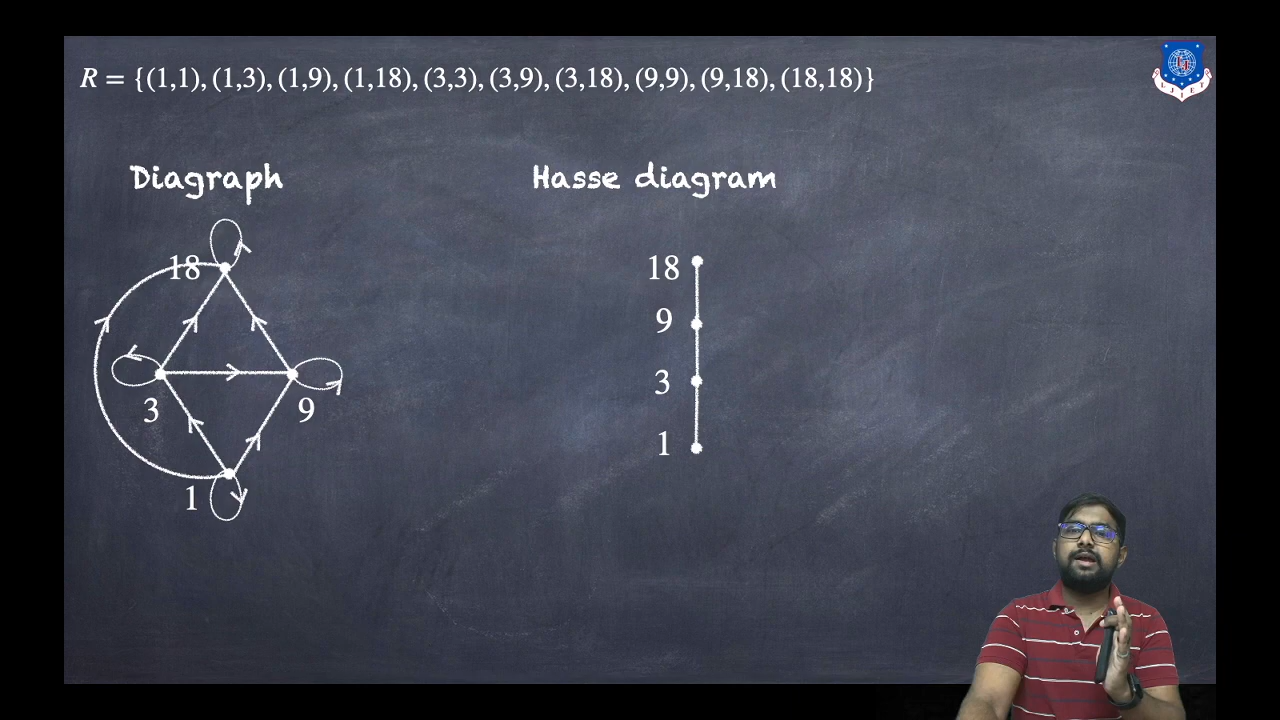 R = {(1,1), (1,3), (1,9), (1,18), (3,3), (3,9), (3,18), (9,9), (9,18), (18,18)}
Diagraph
Hasse diagram
18
3
9
1
18
9
3
1